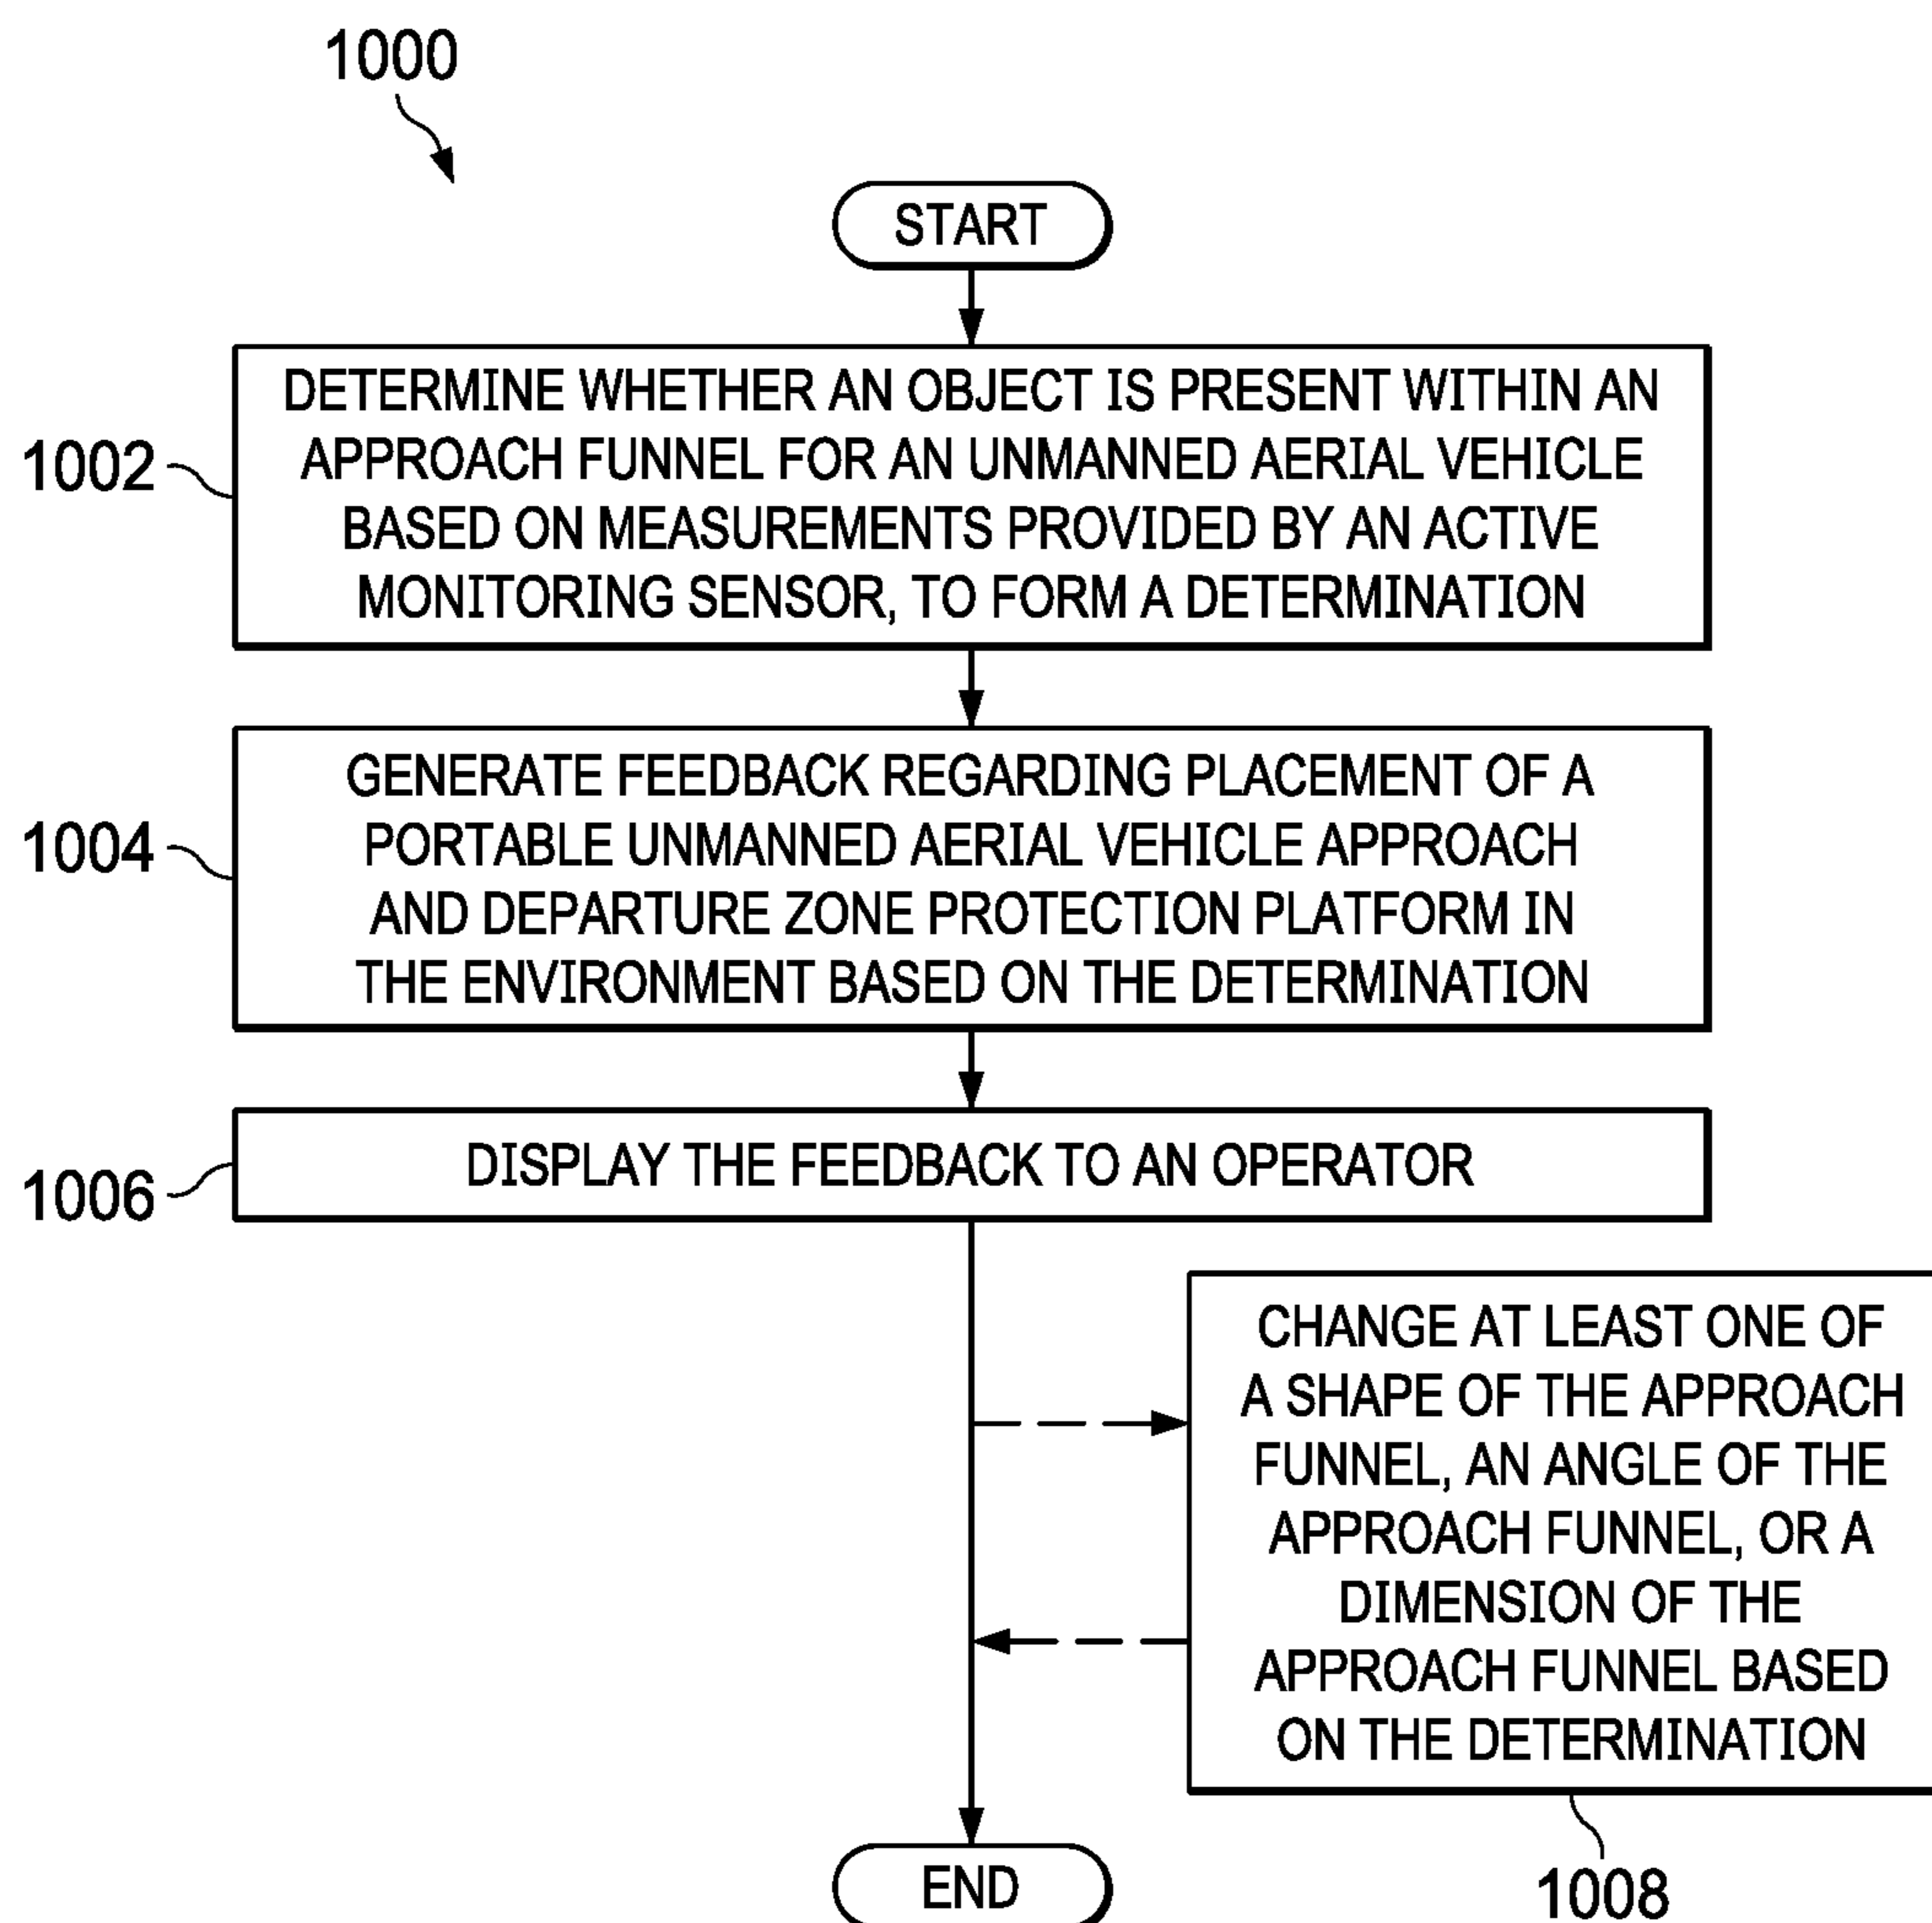 1000
START
DETERMINE WHETHER AN OBJECT IS PRESENT WITHIN AN
APPROACH FUNNEL FOR AN UNMANNED AERIAL VEHICLE
BASED ON MEASUREMENTS PROVIDED BY AN ACTIVE
MONITORING SENSOR, TO FORM A DETERMINATION
1002
GENERATE FEEDBACK REGARDING PLACEMENT OF A
PORTABLE UNMANNED AERIAL VEHICLE APPROACH
AND DEPARTURE ZONE PROTECTION PLATFORM IN
THE ENVIRONMENT BASED ON THE DETERMINATION
1004
DISPLAY THE FEEDBACK TO AN OPERATOR
1006
CHANGE AT LEAST ONE OF
A SHAPE OF THE APPROACH
FUNNEL, AN ANGLE OF THE
APPROACH FUNNEL, OR A
DIMENSION OF THE
APPROACH FUNNEL BASED
ON THE DETERMINATION
1008
END